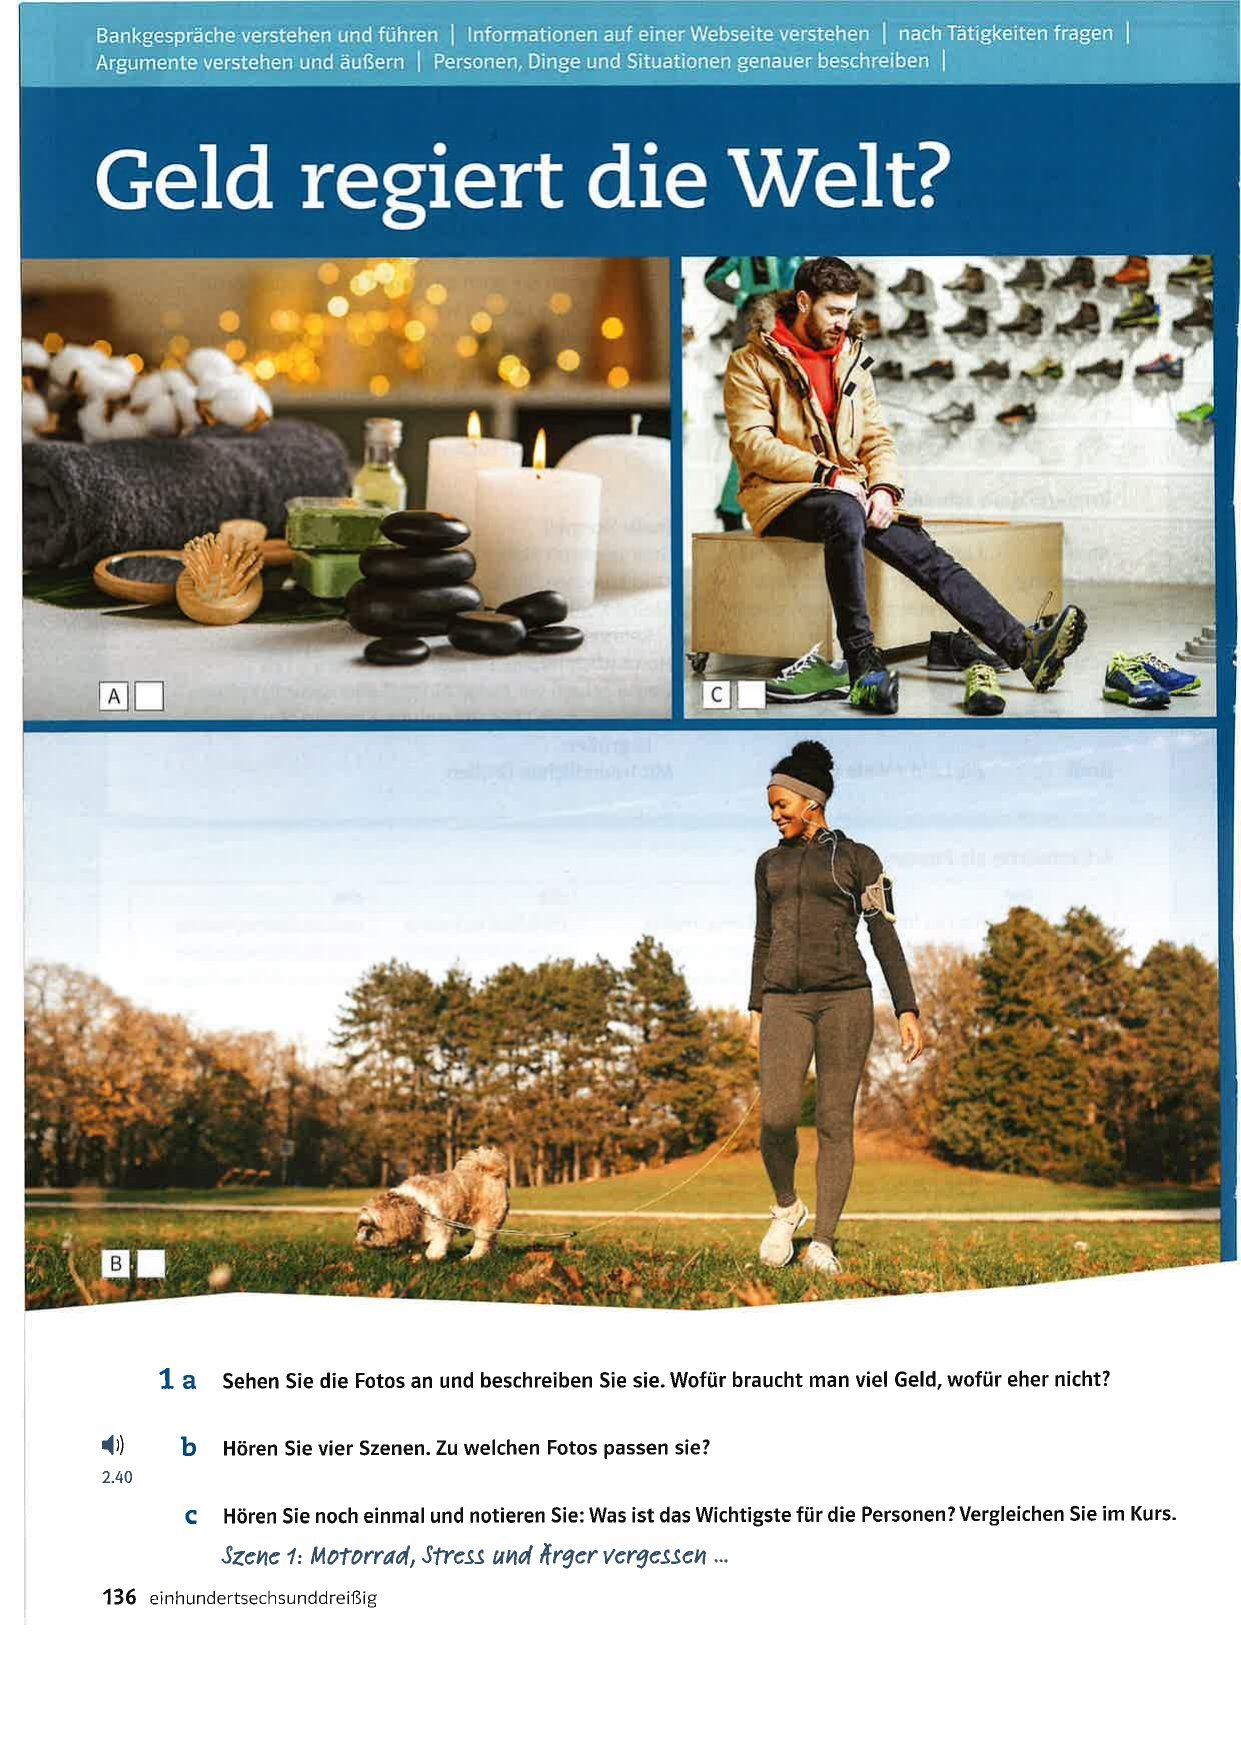 Bankgespräche verstehen und führen | Informationen auf einer Webseite verstehen | nach Tätigkeiten fragen |
Argumente verstehen und äußern | Personen, Dinge und Situationen genauer beschreiben |
Geld regiert die Welt?
A
C
B
1 a Sehen Sie die Fotos an und beschreiben Sie sie. Wofür braucht man viel Geld, wofür eher nicht?
b Hören Sie vier Szenen. Zu welchen Fotos passen sie?
2.40
c Hören Sie noch einmal und notieren Sie: Was ist das Wichtigste für die Personen? Vergleichen Sie im Kurs.
Szene 1: Motorrad, Stress und Ärger vergessen ...
136 einhundertsechsunddreißig